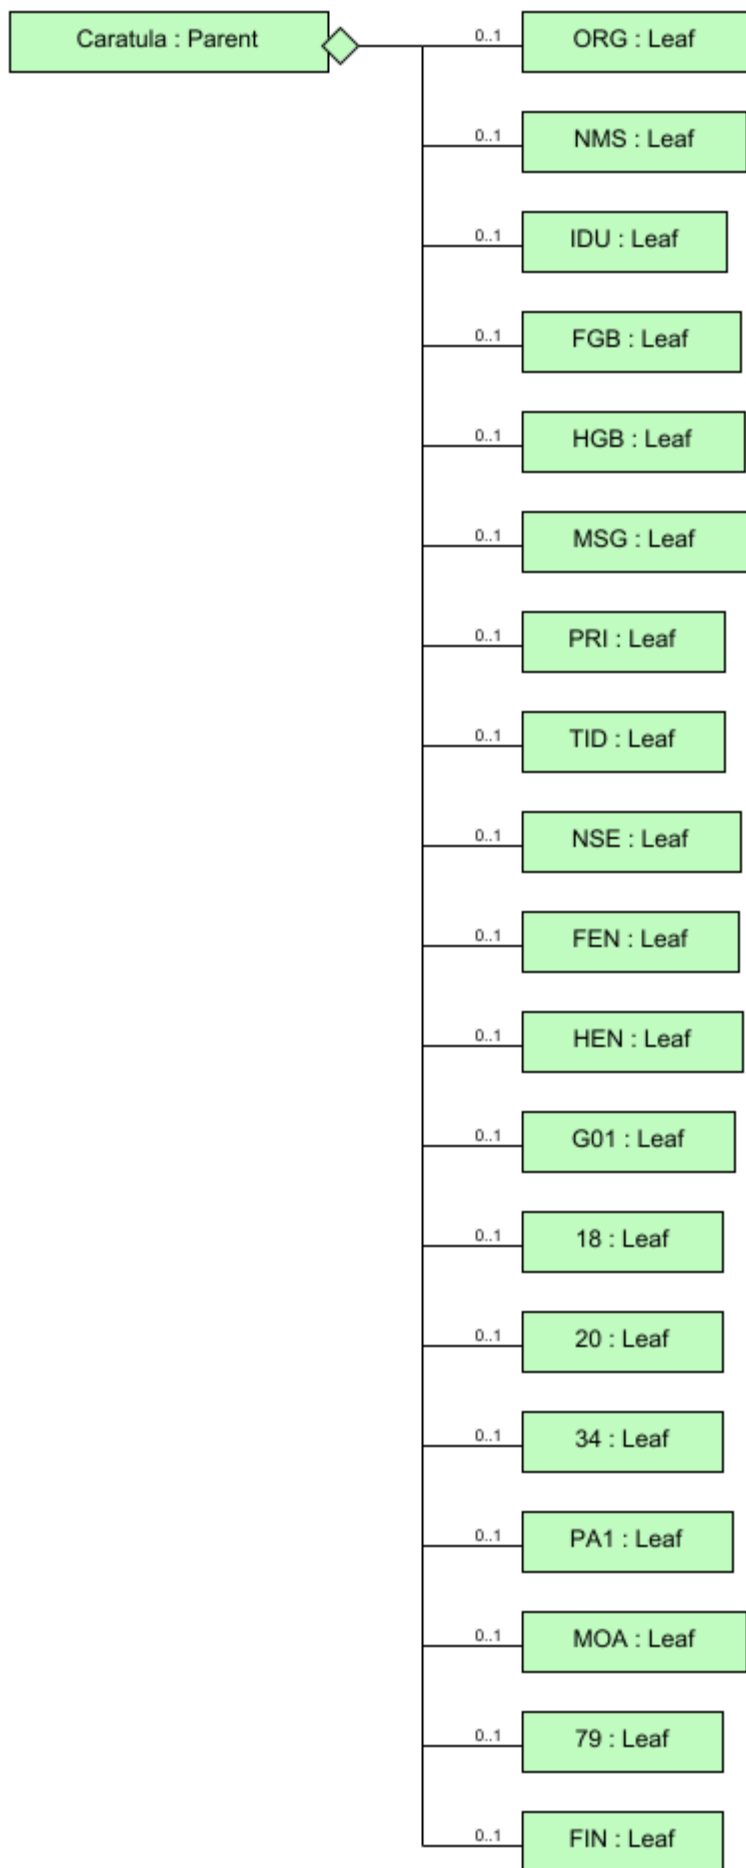 Caratula : Parent
0..1
ORG : Leaf
0..1
NMS : Leaf
0..1
IDU : Leaf
0..1
FGB : Leaf
0..1
HGB : Leaf
0..1
MSG : Leaf
0..1
PRI : Leaf
0..1
TID : Leaf
0..1
NSE : Leaf
0..1
FEN : Leaf
0..1
HEN : Leaf
0..1
G01 : Leaf
0..1
18 : Leaf
0..1
20 : Leaf
0..1
34 : Leaf
0..1
PA1 : Leaf
0..1
MOA : Leaf
0..1
79 : Leaf
0..1
FIN : Leaf